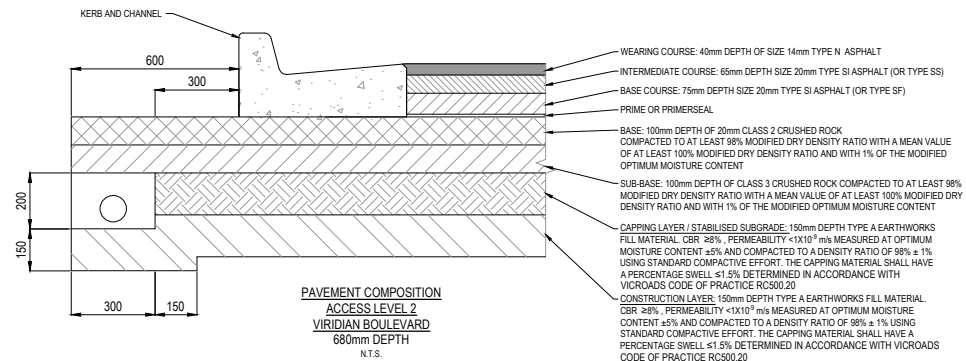 KERB AND CHANNEL
600
300
200
150
300
150
PAVEMENT COMPOSITION
ACCESS LEVEL 2
VIRIDIAN BOULEVARD
680mm DEPTH
N.T.S.
WEARING COURSE: 40mm DEPTH OF SIZE 14mm TYPE N ASPHALT
INTERMEDIATE COURSE: 65mm DEPTH SIZE 20mm TYPE SI ASPHALT (OR TYPE SS)
BASE COURSE: 75mm DEPTH SIZE 20mm TYPE SI ASPHALT (OR TYPE SF)
PRIME OR PRIMERSEAL
BASE: 100mm DEPTH OF 20mm CLASS 2 CRUSHED ROCK
COMPACTED TO AT LEAST 98% MODIFIED DRY DENSITY RATIO WITH A MEAN VALUE
OF AT LEAST 100% MODIFIED DRY DENSITY RATIO AND WITH 1% OF THE MODIFIED
OPTIMUM MOISTURE CONTENT
SUB-BASE: 100mm DEPTH OF CLASS 3 CRUSHED ROCK COMPACTED TO AT LEAST 98%
MODIFIED DRY DENSITY RATIO WITH A MEAN VALUE OF AT LEAST 100% MODIFIED DRY
DENSITY RATIO AND WITH 1% OF THE MODIFIED OPTIMUM MOISTURE CONTENT
CAPPING LAYER / STABILISED SUBGRADE: 150mm DEPTH TYPE A EARTHWORKS
FILL MATERIAL. CBR ≥8% , PERMEABILITY <1X10⁻⁹ m/s MEASURED AT OPTIMUM
MOISTURE CONTENT ±5% AND COMPACTED TO A DENSITY RATIO OF 98% ± 1%
USING STANDARD COMPACTIVE EFFORT. THE CAPPING MATERIAL SHALL HAVE
A PERCENTAGE SWELL ≤1.5% DETERMINED IN ACCORDANCE WITH
VICROADS CODE OF PRACTICE RC500.20
CONSTRUCTION LAYER: 150mm DEPTH TYPE A EARTHWORKS FILL MATERIAL.
CBR ≥8% , PERMEABILITY <1X10⁻⁹ m/s MEASURED AT OPTIMUM MOISTURE
CONTENT ±5% AND COMPACTED TO A DENSITY RATIO OF 98% ± 1% USING
STANDARD COMPACTIVE EFFORT. THE CAPPING MATERIAL SHALL HAVE A
PERCENTAGE SWELL ≤1.5% DETERMINED IN ACCORDANCE WITH VICROADS
CODE OF PRACTICE RC500.20